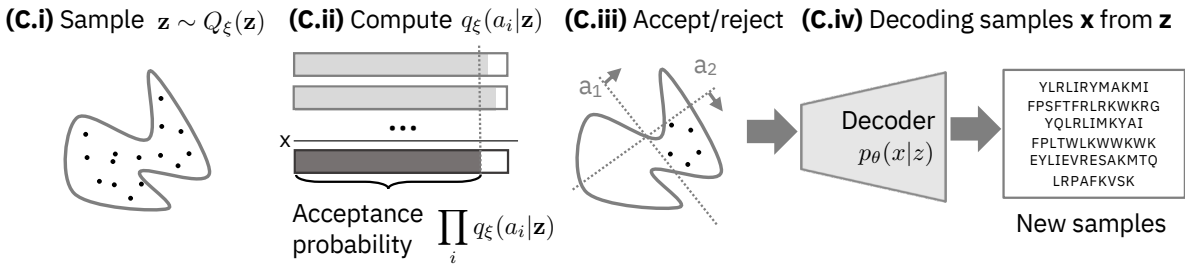 (C.i) Sample z ∼ Q_ξ(z)
(C.ii) Compute q_ξ(a_i|z)
(C.iii) Accept/reject
(C.iv) Decoding samples x from z
x
...
Acceptance
probability
∏_i q_ξ(a_i|z)
a_1
a_2
Decoder
p_θ(x|z)
YLRLIRYMAKMI
FPSFTFRLRKWKRG
YQLRLIMKYAI
FPLTWLKWWKWK
EYLIEVRESAKMTQ
LRPAFKVSK
New samples